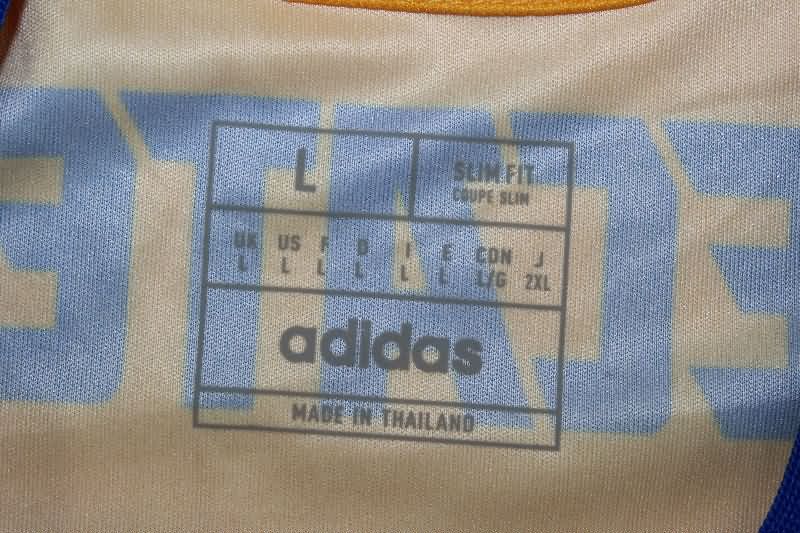 L
SLIM FIT
COUPE SLIM
UK US F D I E CDN J
L L L L L L L/G 2XL
adidas
MADE IN THAILAND